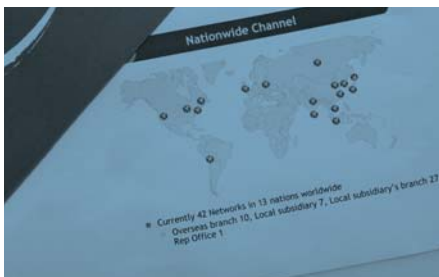 Nationwide Channel
Currently 42 Networks in 13 nations worldwide
Overseas branch 10, Local subsidiary 7, Local subsidiary's branch 27
Rep Office 1